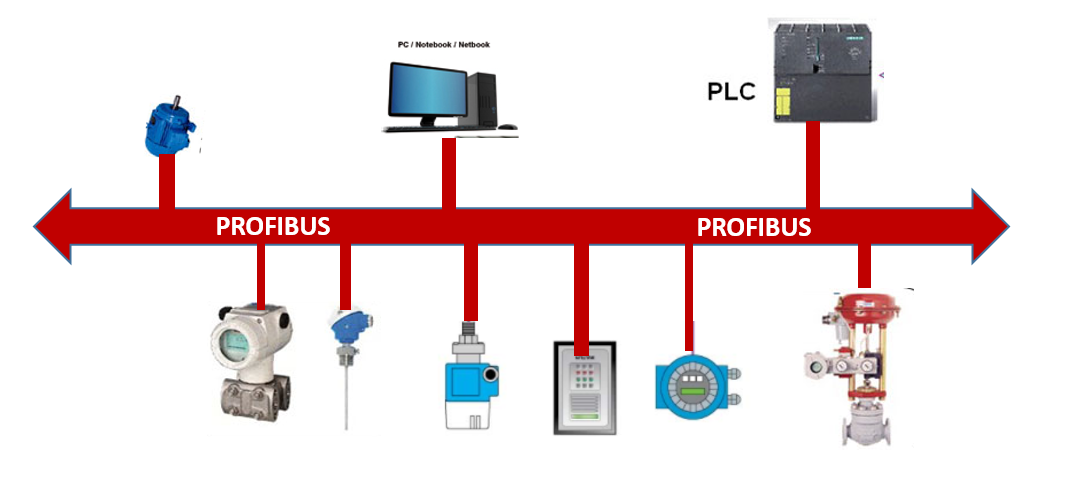 PC / Notebook / Netbook
PLC
PROFIBUS
PROFIBUS